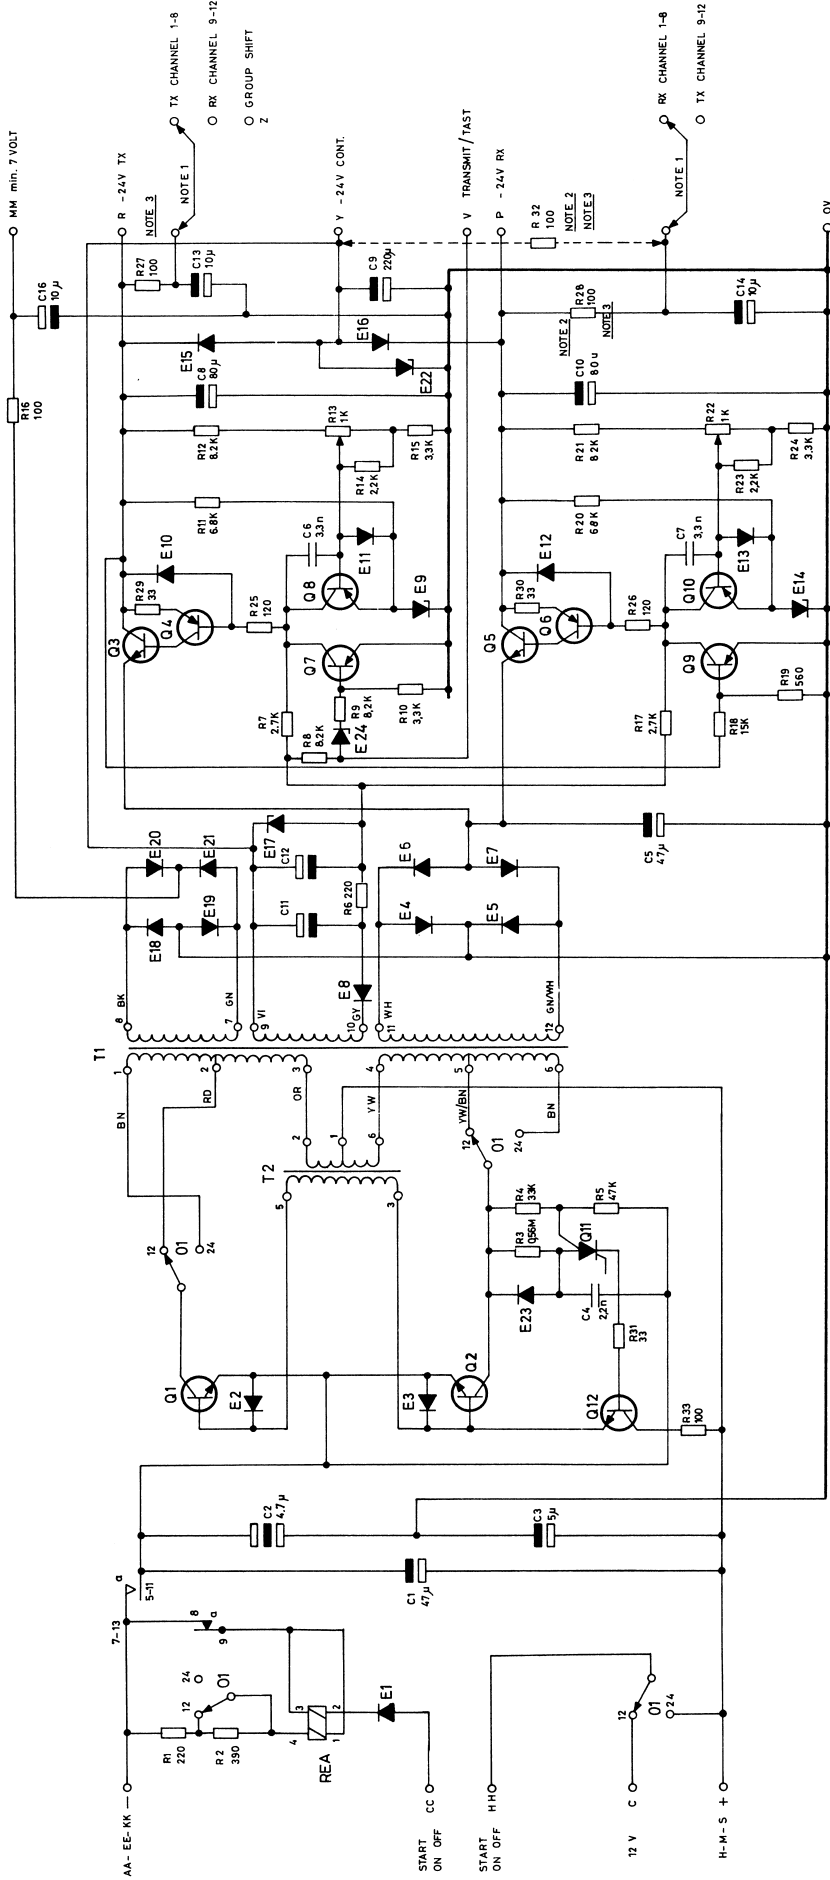 MM min. 7 VOLT
R -24V TX
NOTE 3
TX CHANNEL 1-8
RX CHANNEL 9-12
GROUP SHIFT
Z
NOTE 1
Y -24V CONT.
V TRANSMIT/TAST
P -24V RX
R 32
100
NOTE 2
NOTE 3
RX CHANNEL 1-8
TX CHANNEL 9-12
NOTE 1
0V
C16
10µ
R16
100
R27
100
C13
10µ
E15
C8
80µ
E16
C9
220µ
E22
NOTE 2
R28
100
NOTE 3
C14
10µ
C10
80u
R12
8.2K
R13
1K
R14
2,2K
R15
3,3K
R21
8.2K
R22
1K
R23
2,2K
R24
3,3K
R11
6.8K
C6
3,3n
E11
E9
R20
6.8K
C7
3,3n
E13
E14
E10
R29
33
Q3
Q4
R25
120
Q8
Q7
E12
R30
33
Q5
Q6
R26
120
Q10
Q9
R7
2.7K
R8
8.2K
R9
8,2K
E24
R10
3,3K
R17
2.7K
R18
15K
R19
560
E20
E21
E18
E19
E17
C12
C11
R6 220
E6
E7
E4
E5
C5
47µ
E8
8
BK
7
GN
9
VI
10
GY
11
WH
12
GN/WH
T1
1
2
3
4
5
6
BN
RD
OR
YW
YW/BN
BN
T2
2
1
6
5
3
12
O1
24
12
O1
24
Q1
E2
E3
Q2
R3
0,56M
R4
33K
R5
47K
E23
C4
2,2n
Q11
R31
33
Q12
R33
100
C2
4,7µ
C3
5µ
C1
47µ
a
5-11
7-13
8
a
9
24
12
O1
R1
220
R2
390
REA
3
4
2
1
E1
12
O1
24
AA-EE-KK —
START
ON OFF
CC
START
ON OFF
HH
12 V
C
H-M-S +